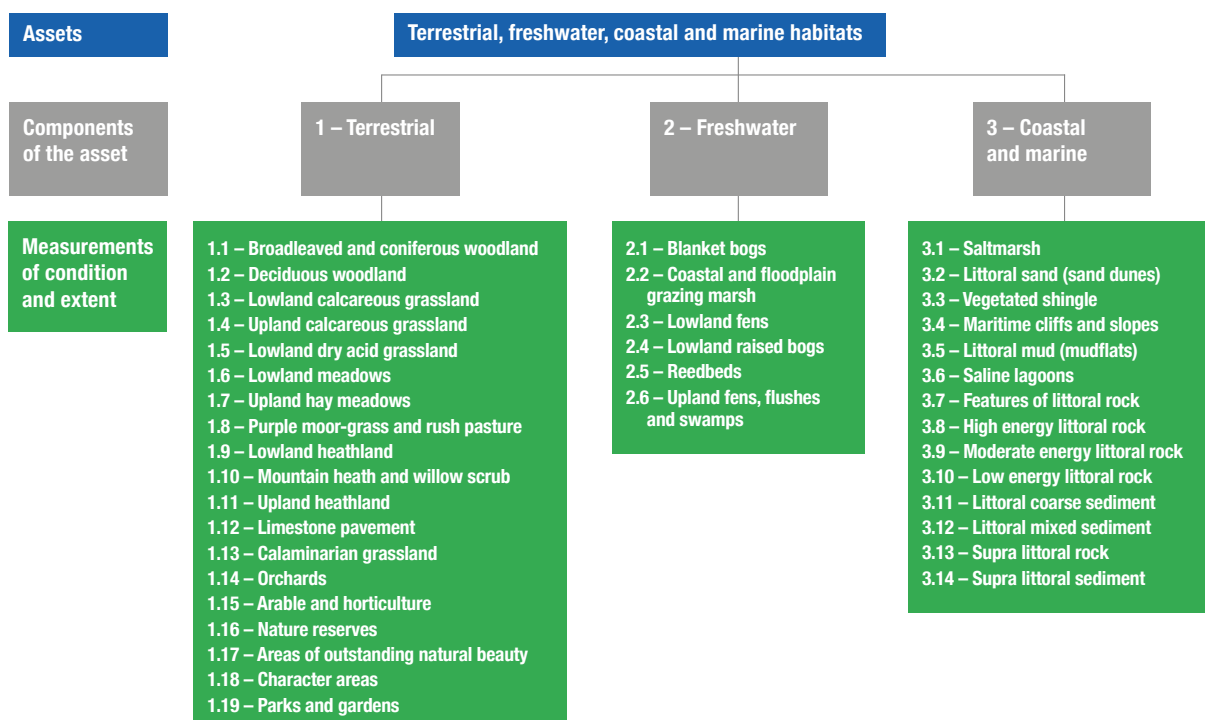 Assets
Terrestrial, freshwater, coastal and marine habitats
Components
of the asset
1 – Terrestrial
2 – Freshwater
3 – Coastal
and marine
Measurements
of condition
and extent
1.1 – Broadleaved and coniferous woodland
1.2 – Deciduous woodland
1.3 – Lowland calcareous grassland
1.4 – Upland calcareous grassland
1.5 – Lowland dry acid grassland
1.6 – Lowland meadows
1.7 – Upland hay meadows
1.8 – Purple moor-grass and rush pasture
1.9 – Lowland heathland
1.10 – Mountain heath and willow scrub
1.11 – Upland heathland
1.12 – Limestone pavement
1.13 – Calaminarian grassland
1.14 – Orchards
1.15 – Arable and horticulture
1.16 – Nature reserves
1.17 – Areas of outstanding natural beauty
1.18 – Character areas
1.19 – Parks and gardens
2.1 – Blanket bogs
2.2 – Coastal and floodplain
grazing marsh
2.3 – Lowland fens
2.4 – Lowland raised bogs
2.5 – Reedbeds
2.6 – Upland fens, flushes
and swamps
3.1 – Saltmarsh
3.2 – Littoral sand (sand dunes)
3.3 – Vegetated shingle
3.4 – Maritime cliffs and slopes
3.5 – Littoral mud (mudflats)
3.6 – Saline lagoons
3.7 – Features of littoral rock
3.8 – High energy littoral rock
3.9 – Moderate energy littoral rock
3.10 – Low energy littoral rock
3.11 – Littoral coarse sediment
3.12 – Littoral mixed sediment
3.13 – Supra littoral rock
3.14 – Supra littoral sediment